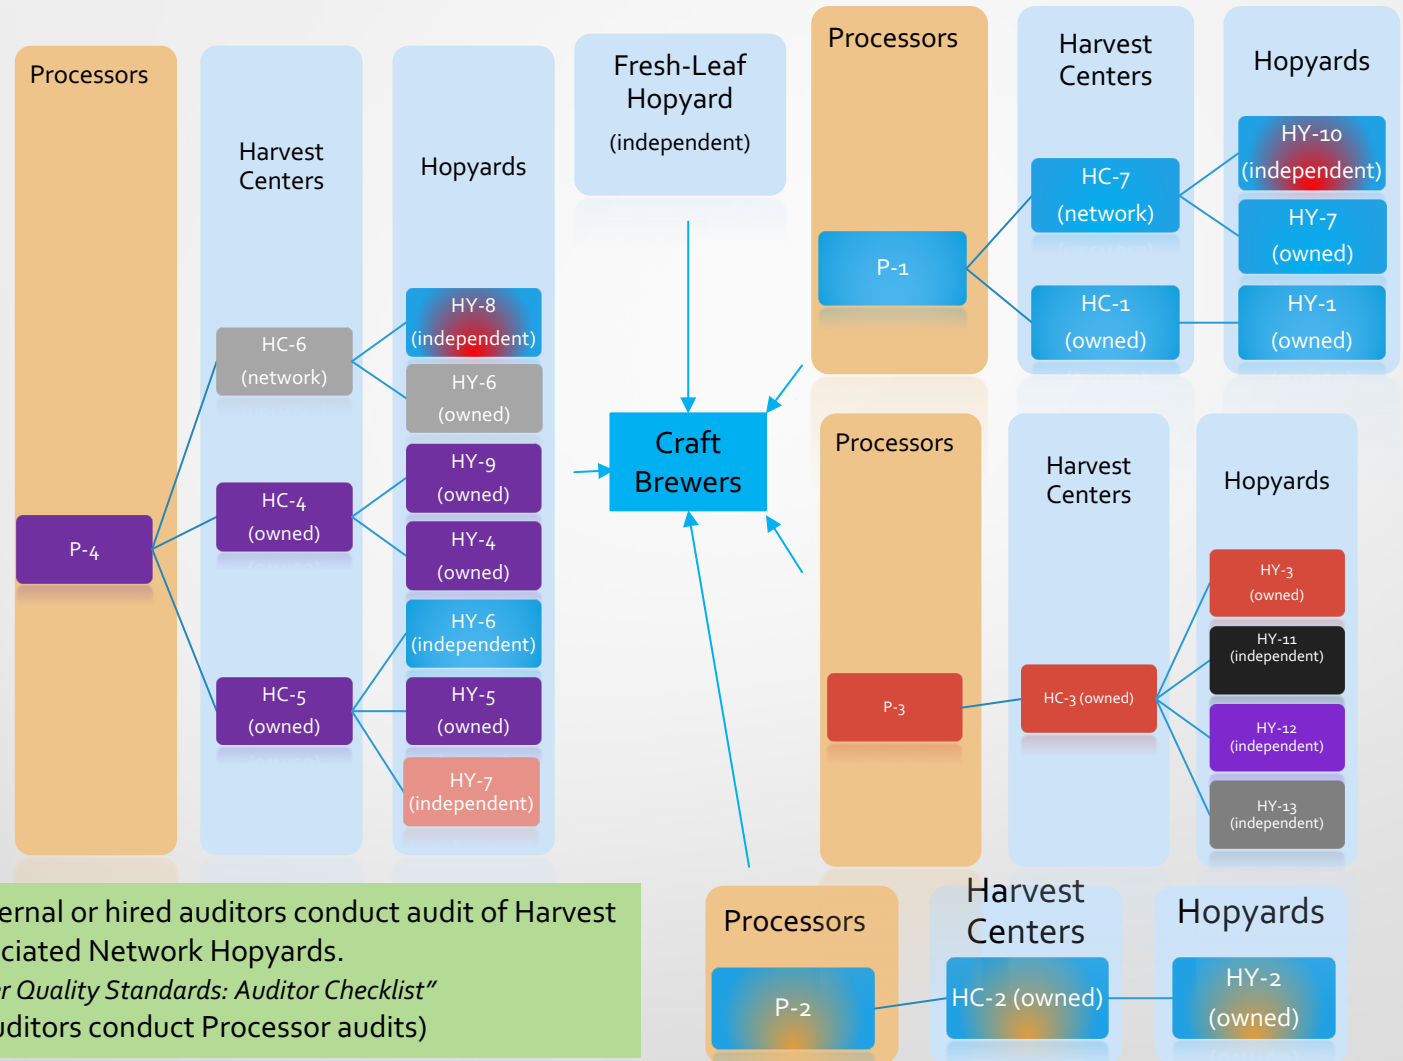 Processors
Harvest
Centers
Hopyards
P-4
HC-6
(network)
HC-4
(owned)
HC-5
(owned)
HY-8
(independent)
HY-6
(owned)
HY-9
(owned)
HY-4
(owned)
HY-6
(independent)
HY-5
(owned)
HY-7
(independent)
Fresh-Leaf
Hopyard
(independent)
Craft
Brewers
Processors
Harvest
Centers
Hopyards
P-1
HC-7
(network)
HC-1
(owned)
HY-10
(independent)
HY-7
(owned)
HY-1
(owned)
Processors
Harvest
Centers
Hopyards
P-3
HC-3 (owned)
HY-3
(owned)
HY-11
(independent)
HY-12
(independent)
HY-13
(independent)
Processors
Harvest
Centers
Hopyards
P-2
HC-2 (owned)
HY-2
(owned)
or hired auditors conduct audit of Harvest
Network Hopyards.
Quality Standards: Auditor Checklist”
conduct Processor audits)